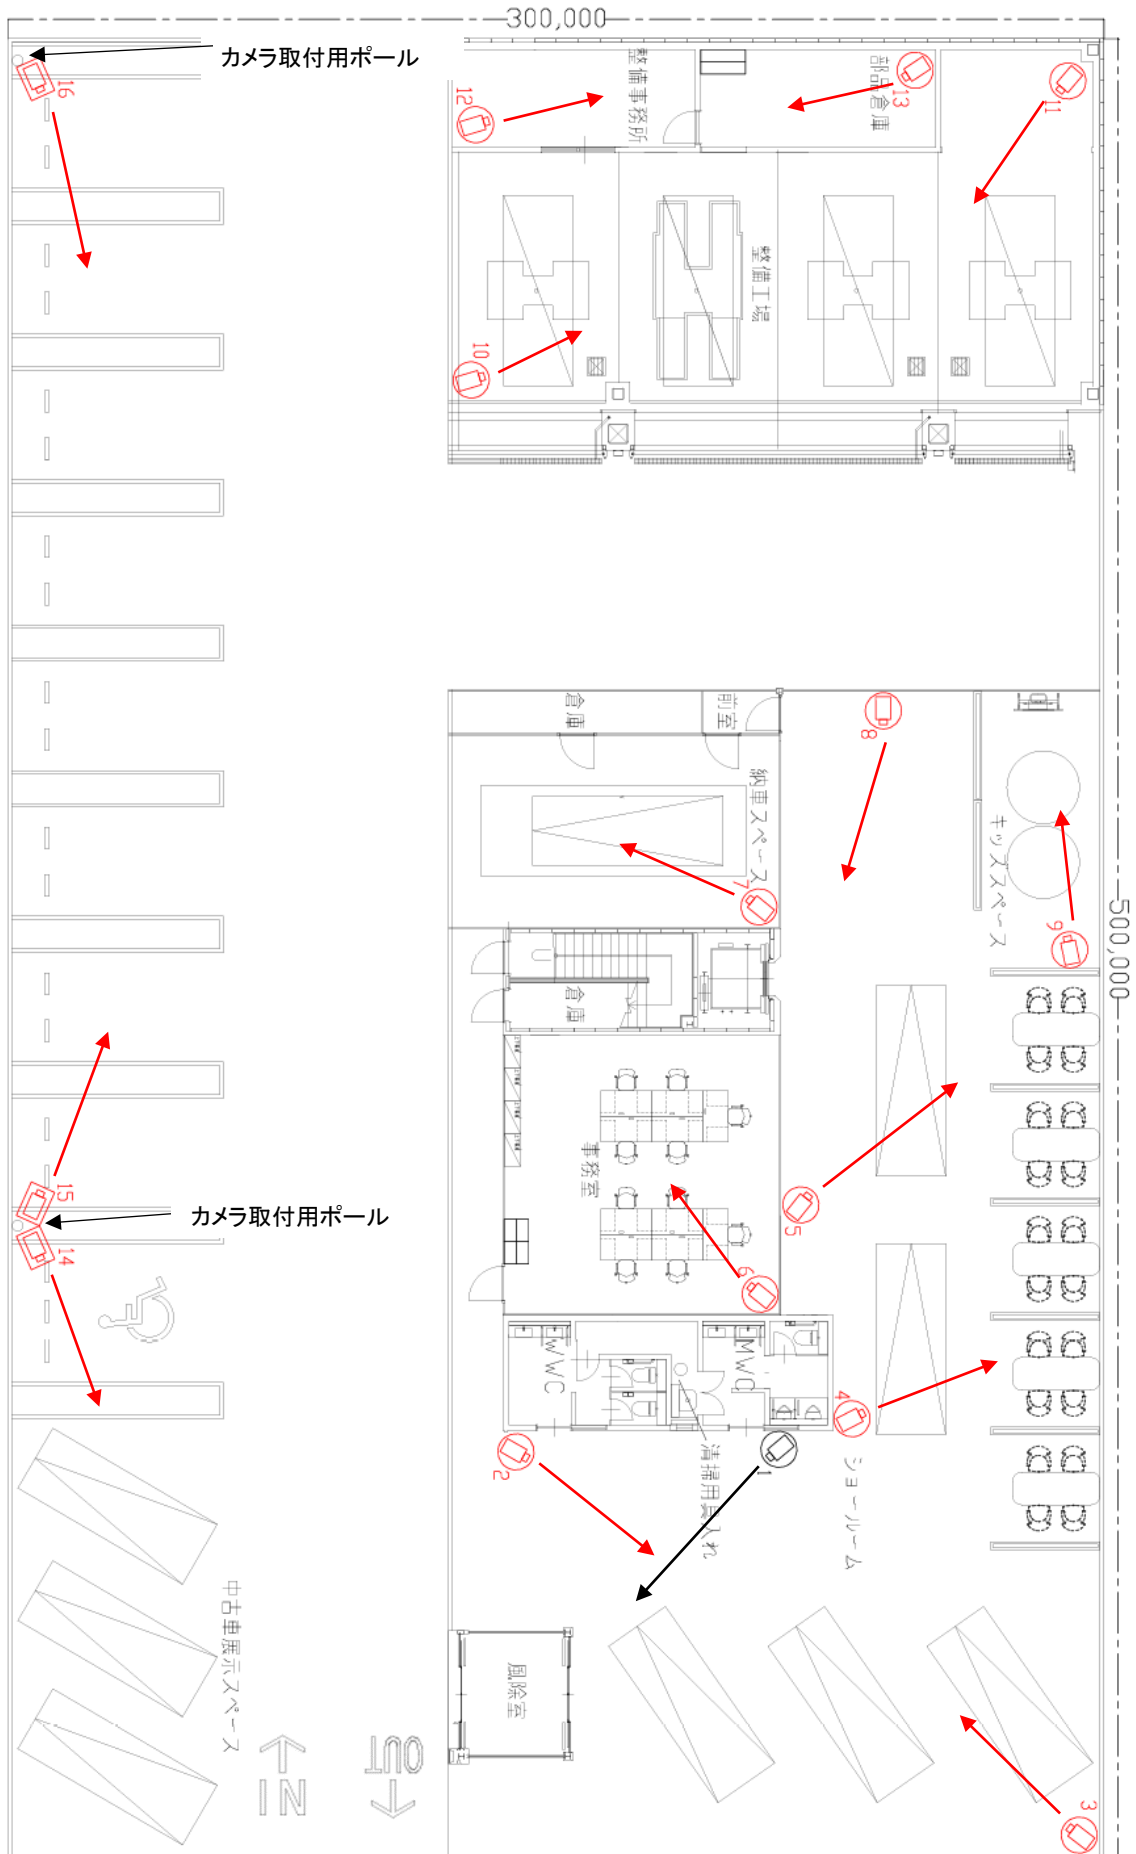 300,000
カメラ取付用ポール
16
12
整備事務所
部品倉庫
13
11
整備工場
10
倉庫
前室
8
納車スペース
キッズスペース
7
9
500,000
倉庫
事務室
5
15
カメラ取付用ポール
14
6
WWC
MWC
4
2
清掃用具入れ
1
ショールーム
中古車展示スペース
風除室
OUT
IN
3